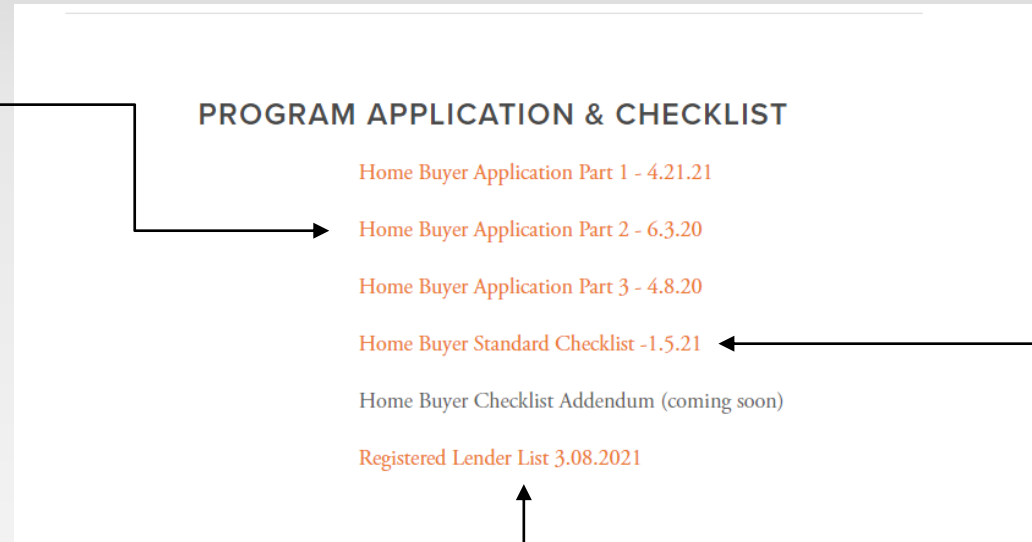 PROGRAM APPLICATION & CHECKLIST
Home Buyer Application Part 1 - 4.21.21
Home Buyer Application Part 2 - 6.3.20
Home Buyer Application Part 3 - 4.8.20
Home Buyer Standard Checklist -1.5.21
Home Buyer Checklist Addendum (coming soon)
Registered Lender List 3.08.2021